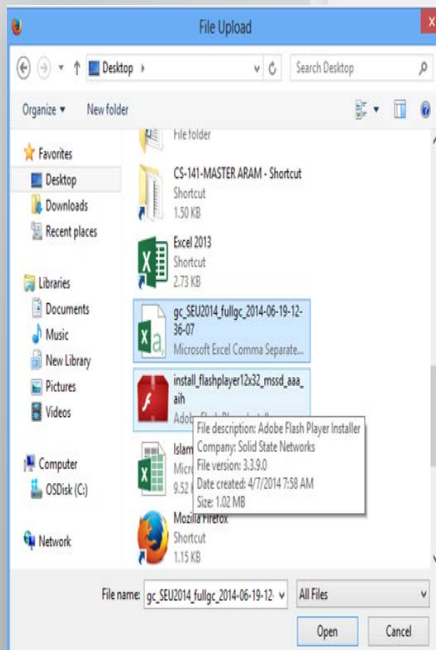 File Upload
x
Desktop
Search Desktop
Organize
New folder
Favorites
Desktop
Downloads
Recent places
Libraries
Documents
Music
New Library
Pictures
Videos
Computer
OSDisk (C:)
Network
File folder
CS-141-MASTER ARAM - Shortcut
Shortcut
1.50 KB
Excel 2013
Shortcut
2.73 KB
gc_SEU2014_fullgc_2014-06-19-12-
36-07
Microsoft Excel Comma Separate...
install_flashplayer12x32_mssd_aaa_
aih
File description: Adobe Flash Player Installer
Company: Solid State Networks
File version: 3.3.9.0
Date created: 4/7/2014 7:58 AM
Size: 1.02 MB
Islam
Micro
9.52
Mozilla Firefox
Shortcut
1.15 KB
File name:
gc_SEU2014_fullgc_2014-06-19-12-
All Files
Open
Cancel